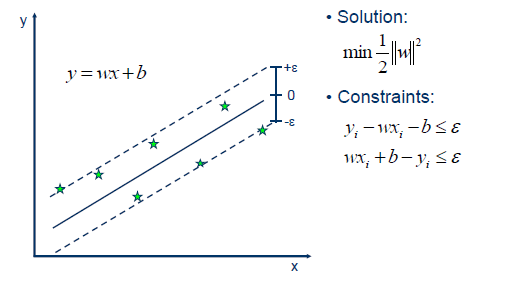 y
y = wx + b
+ε
0
-ε
x
• Solution:
min 1/2 ||w||²
• Constraints:
yᵢ − wxᵢ − b ≤ ε
wxᵢ + b − yᵢ ≤ ε